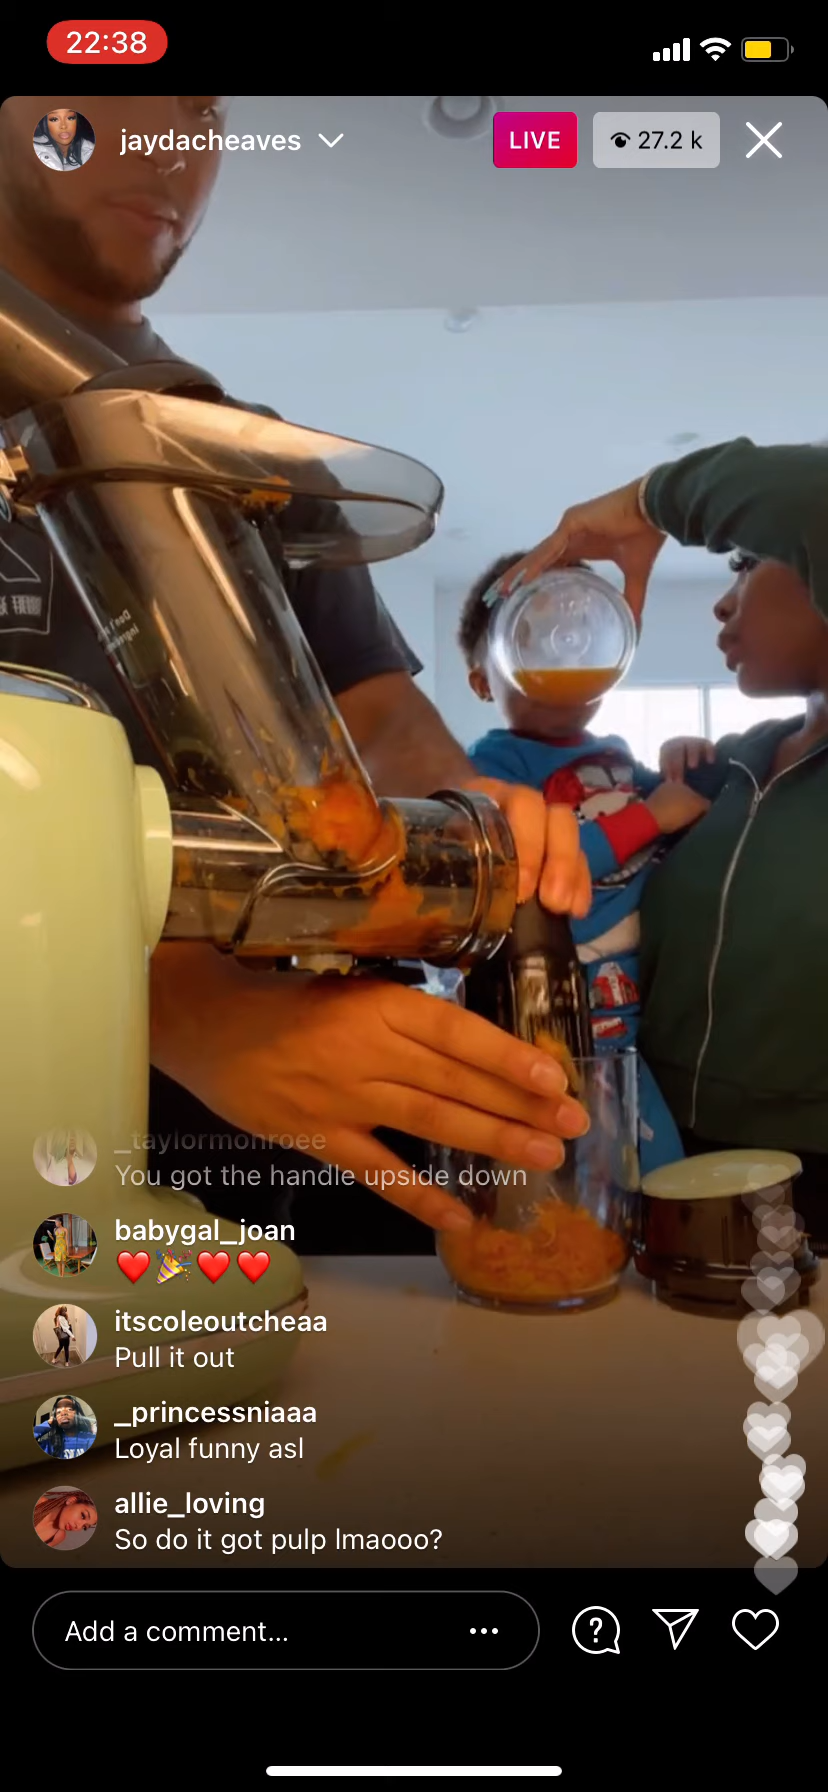 22:38
jaydacheaves
LIVE
27.2 k
Don't
_taylormonroee
You got the handle upside down
babygal_joan
❤️🎉❤️❤️
itscoleoutcheaa
Pull it out
_princessniaaa
Loyal funny asl
allie_loving
So do it got pulp lmaooo?
Add a comment...